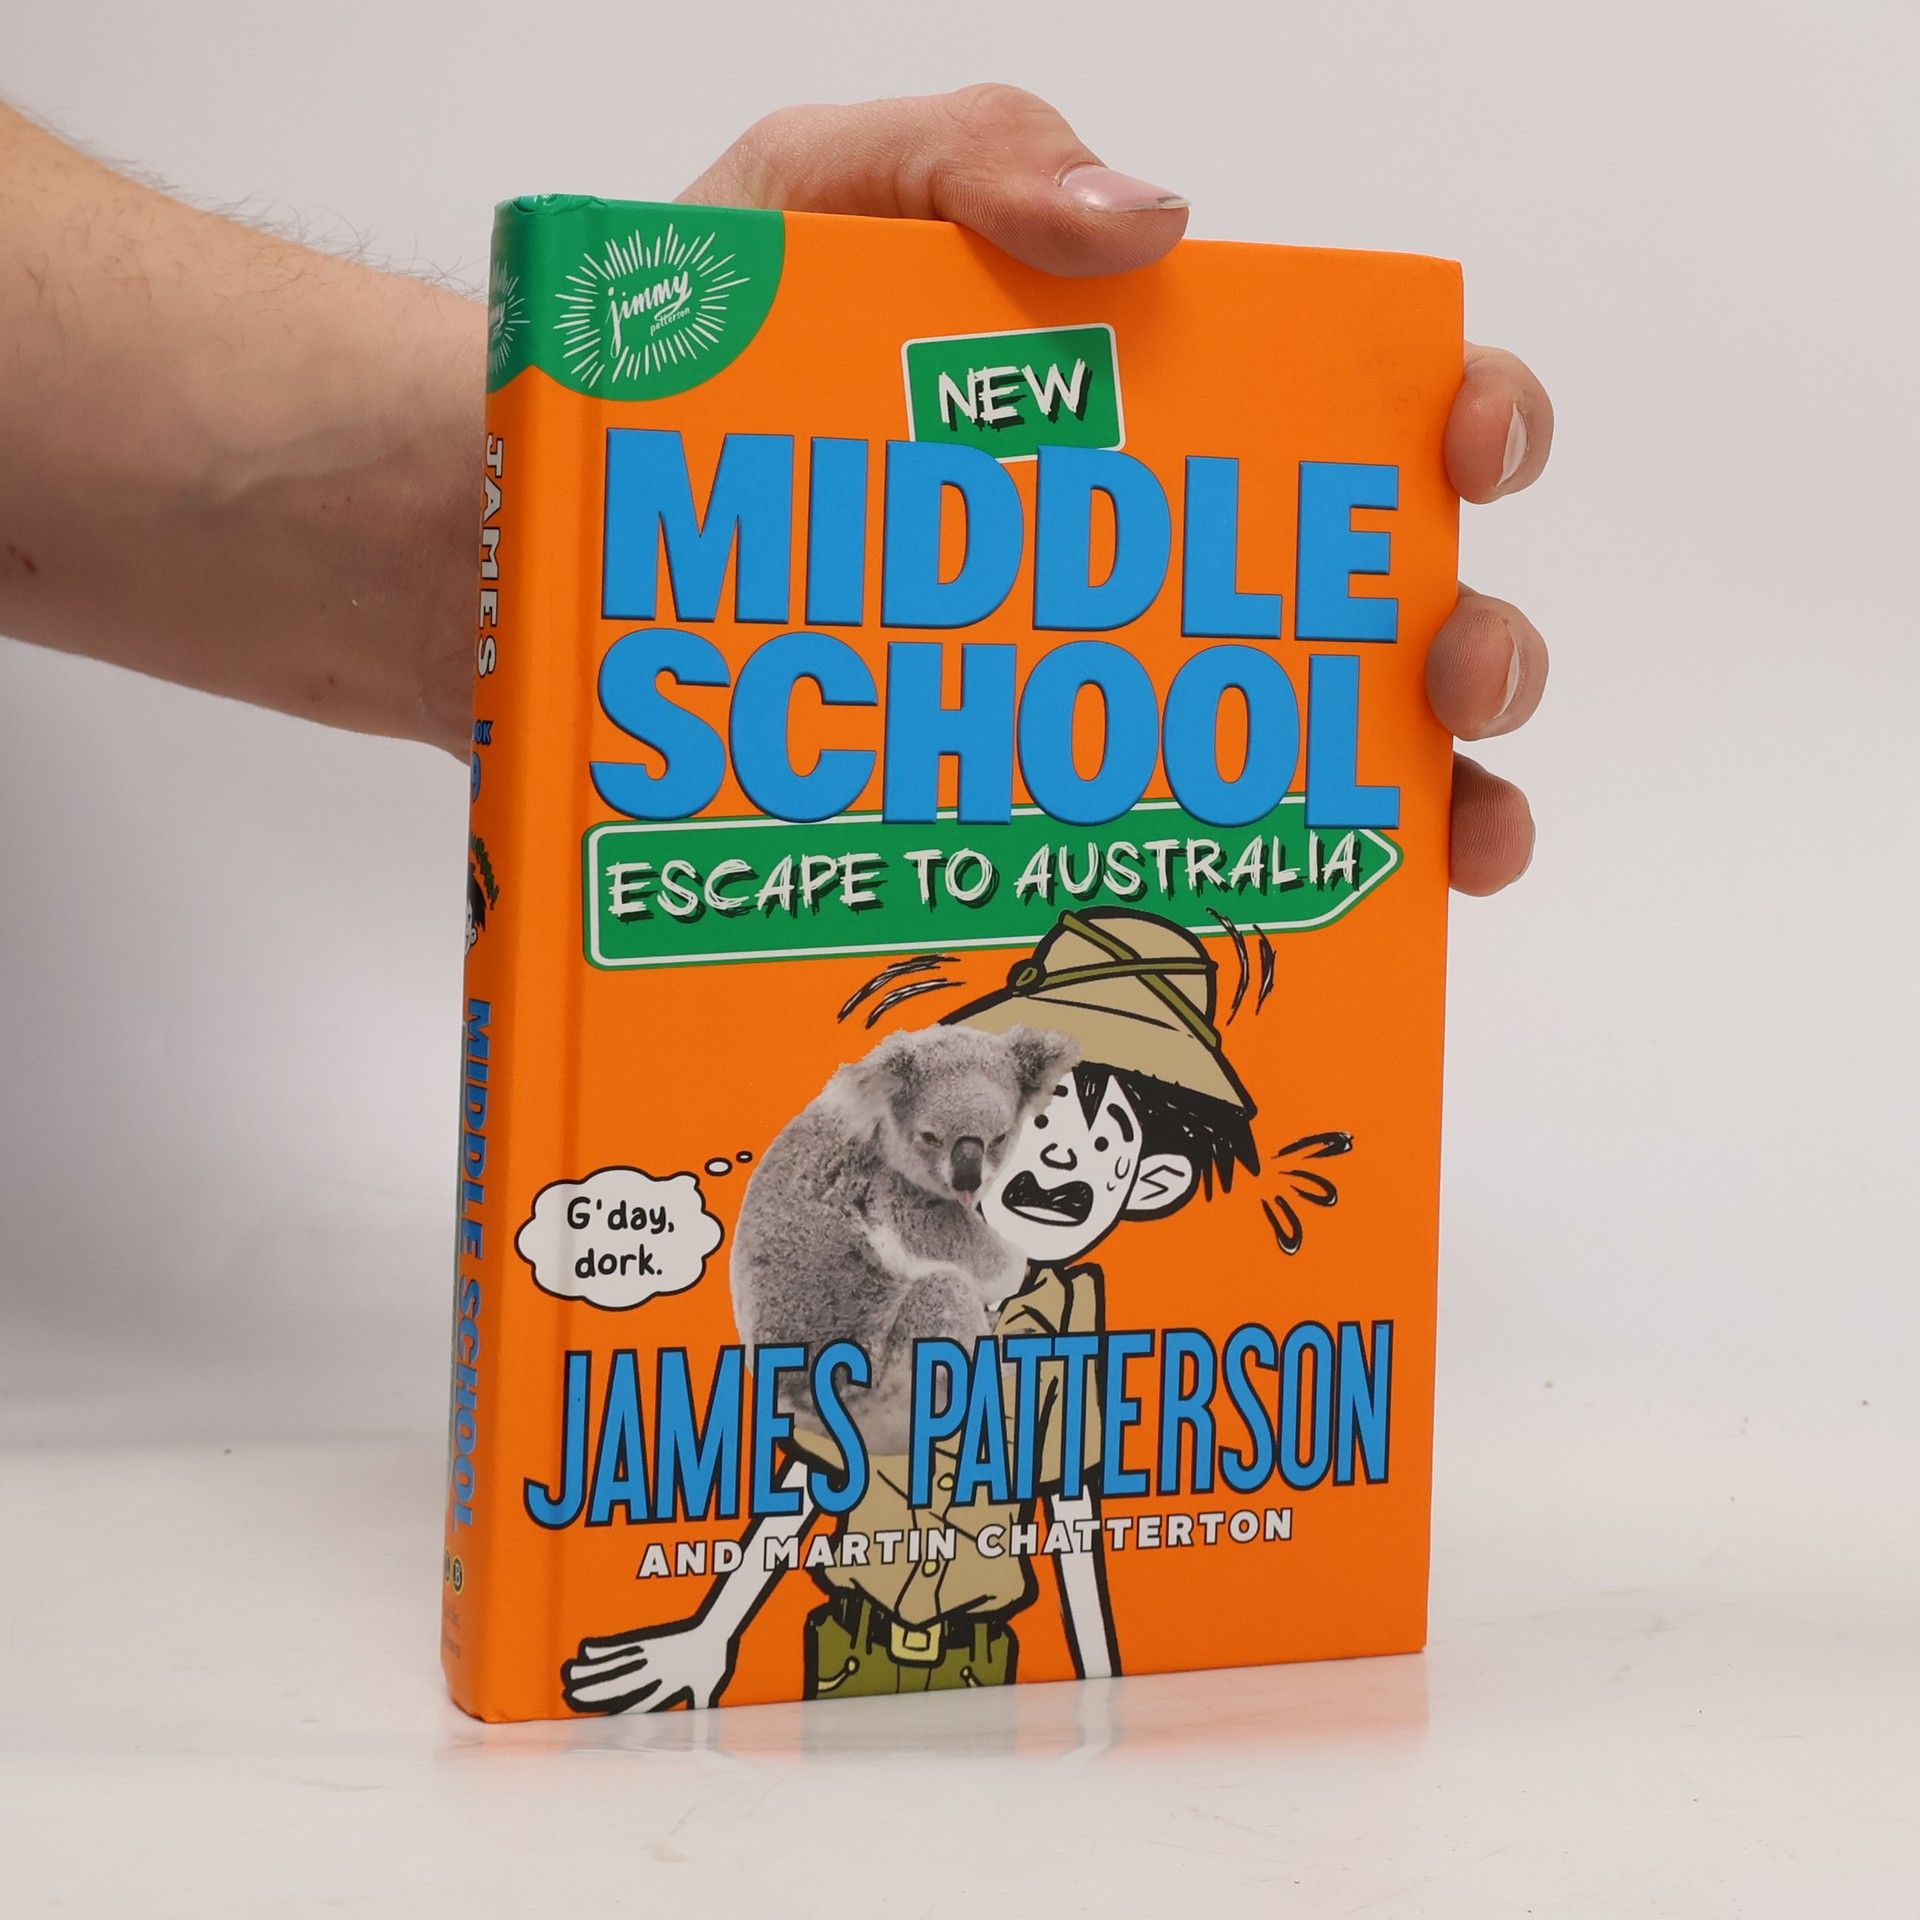 jimmy
patterson
NEW
MIDDLE
SCHOOL
ESCAPE TO AUSTRALIA
G'day,
dork.
JAMES PATTERSON
AND MARTIN CHATTERTON
JAMES
MIDDLE SCHOOL